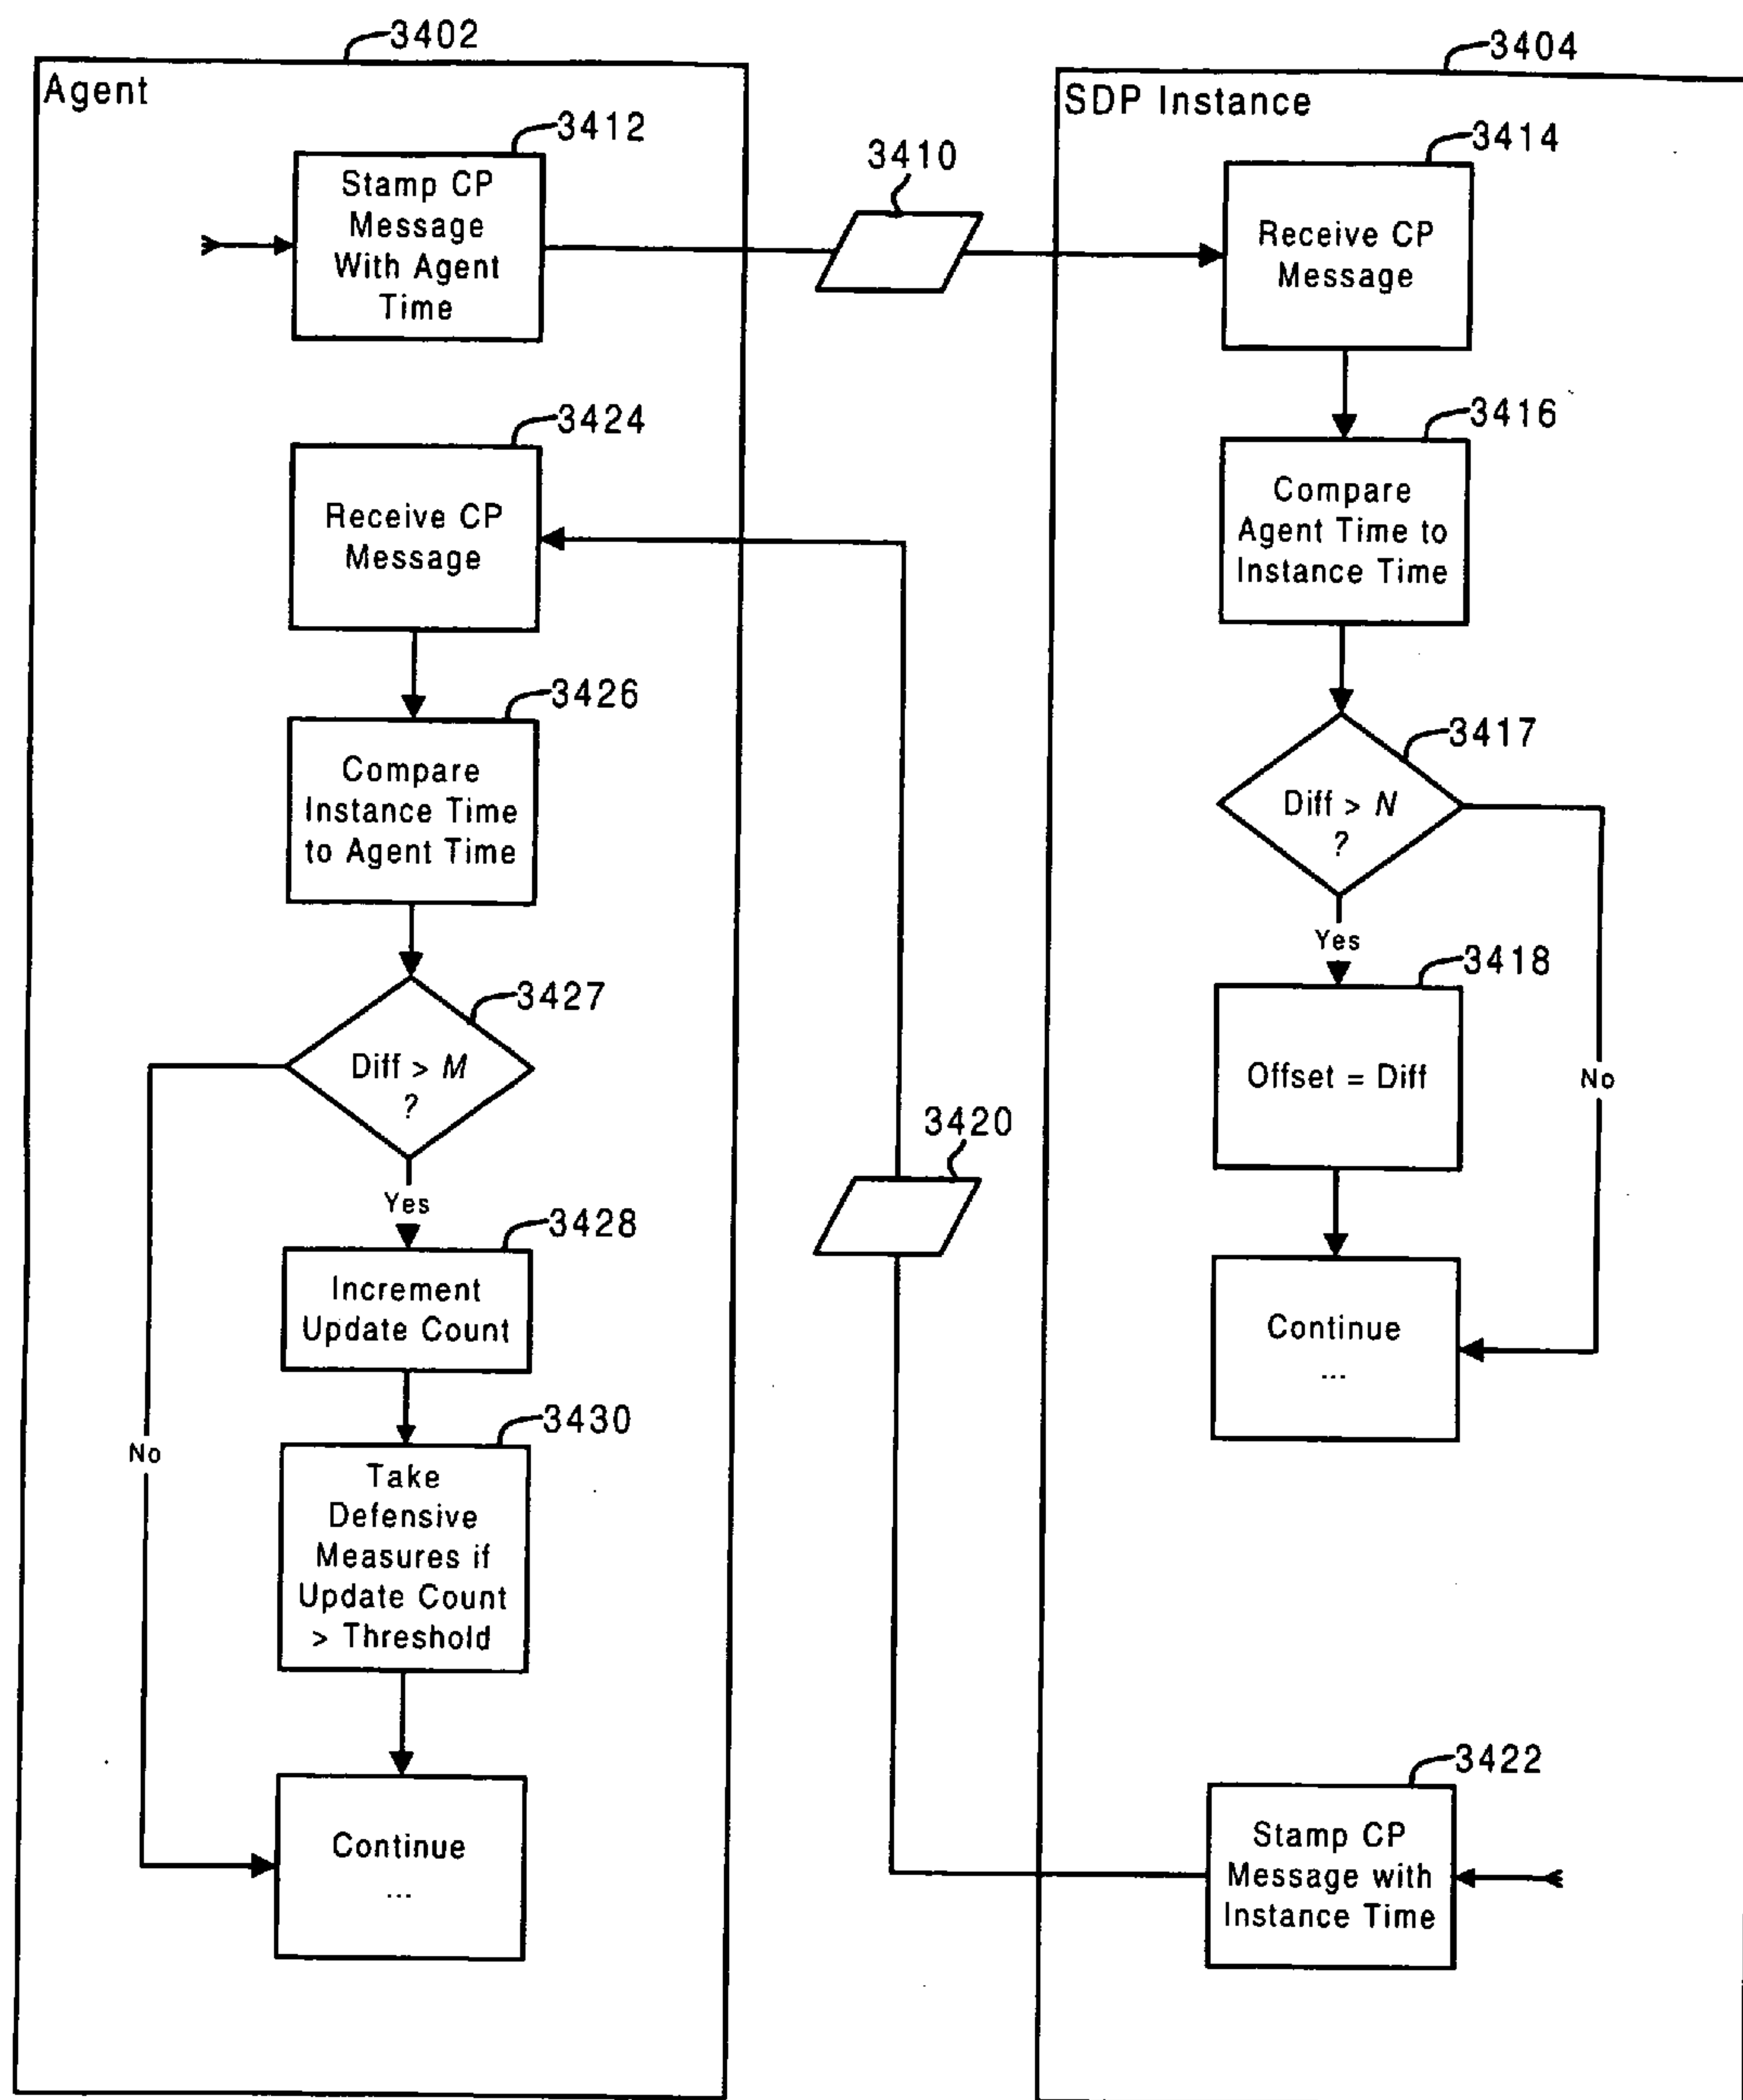 3402
Agent
3412
Stamp CP
Message
With Agent
Time
3424
Receive CP
Message
3426
Compare
Instance Time
to Agent Time
3427
Diff > M
?
Yes
No
3428
Increment
Update Count
3430
Take
Defensive
Measures if
Update Count
> Threshold
Continue
...
3410
3420
3404
SDP Instance
3414
Receive CP
Message
3416
Compare
Agent Time to
Instance Time
3417
Diff > N
?
Yes
No
3418
Offset = Diff
Continue
...
3422
Stamp CP
Message with
Instance Time